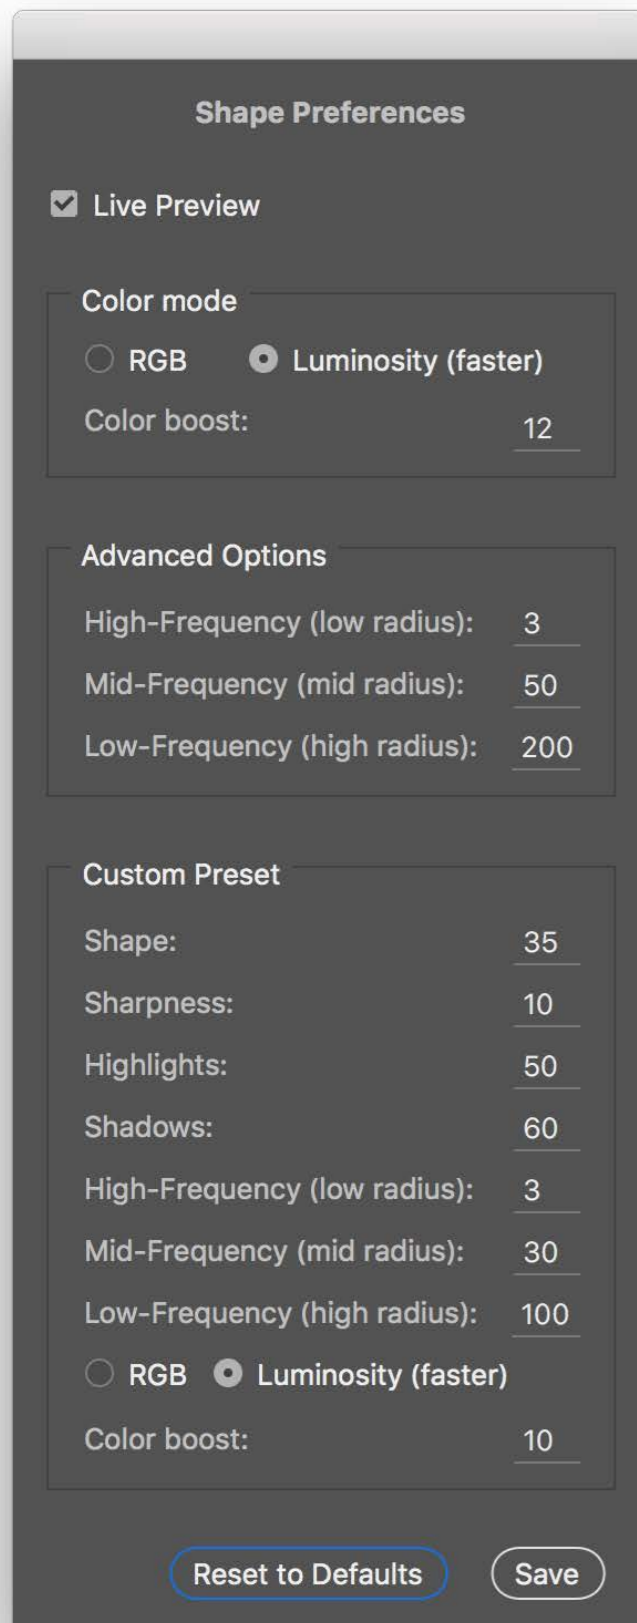 Shape Preferences
Live Preview
Color mode
RGB Luminosity (faster)
Color boost: 12
Advanced Options
High-Frequency (low radius): 3
Mid-Frequency (mid radius): 50
Low-Frequency (high radius): 200
Custom Preset
Shape: 35
Sharpness: 10
Highlights: 50
Shadows: 60
High-Frequency (low radius): 3
Mid-Frequency (mid radius): 30
Low-Frequency (high radius): 100
RGB Luminosity (faster)
Color boost: 10
Reset to Defaults Save